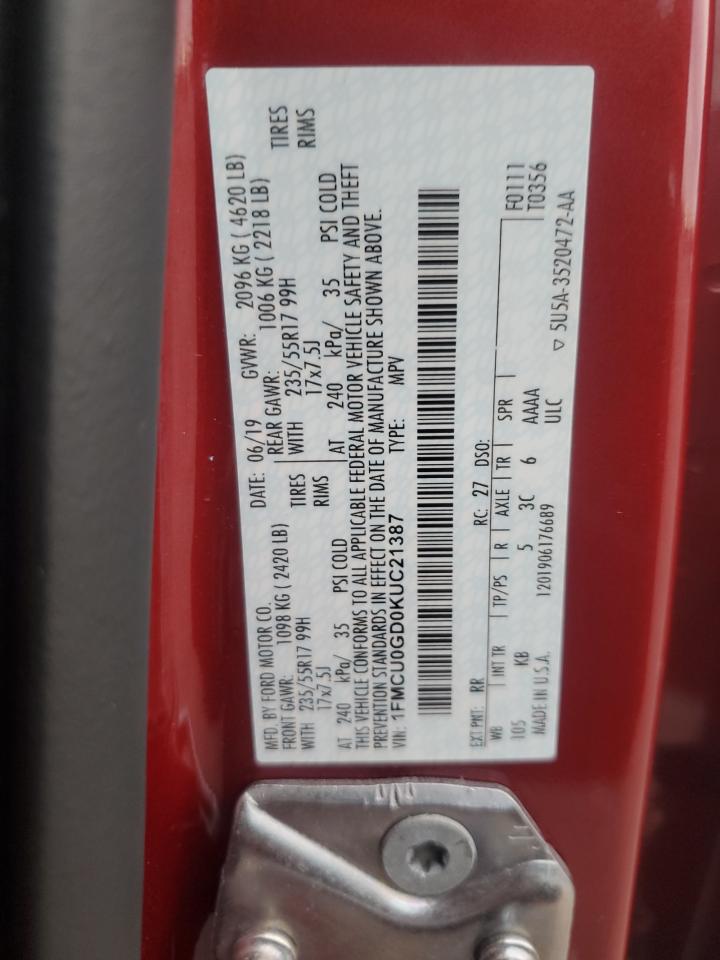 MFD. BY FORD MOTOR CO.
DATE: 06/19 GVWR: 2096 KG ( 4620 LB)
FRONT GAWR: 1098 KG ( 2420 LB) REAR GAWR: 1006 KG ( 2218 LB)
WITH 235/55R17 99H TIRES WITH 235/55R17 99H TIRES
17x7.5J RIMS 17x7.5J RIMS
AT 240 kPa/ 35 PSI COLD AT 240 kPa/ 35 PSI COLD
THIS VEHICLE CONFORMS TO ALL APPLICABLE FEDERAL MOTOR VEHICLE SAFETY AND THEFT
PREVENTION STANDARDS IN EFFECT ON THE DATE OF MANUFACTURE SHOWN ABOVE.
VIN: 1FMCU0GD0KUC21387 TYPE: MPV
EXT PNT: RR RC: 27 DSO: F0111
WB INT TR TP/PS R AXLE TR SPR T0356
105 KB 5 3C 6 AAAA
MADE IN U.S.A. 1201906176689 ULC ▽ 5U5A-3520472-AA